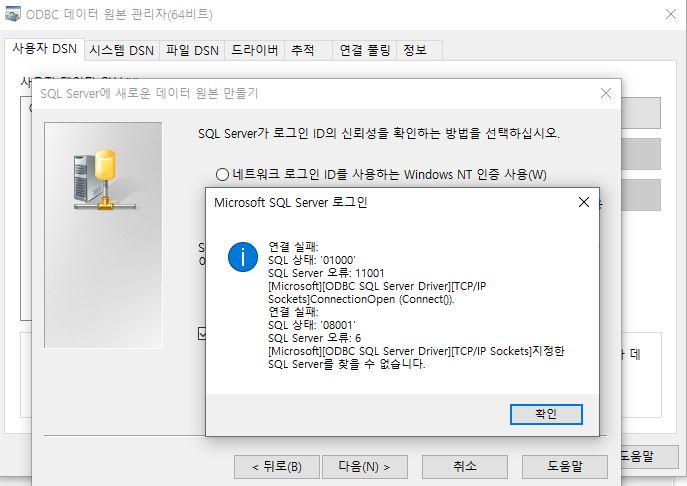 ODBC 데이터 원본 관리자(64비트)
사용자 DSN 시스템 DSN 파일 DSN 드라이버 추적 연결 풀링 정보
SQL Server에 새로운 데이터 원본 만들기
SQL Server가 로그인 ID의 신뢰성을 확인하는 방법을 선택하십시오.
네트워크 로그인 ID를 사용하는 Windows NT 인증 사용(W)
Microsoft SQL Server 로그인
연결 실패:
SQL 상태: '01000'
SQL Server 오류: 11001
[Microsoft][ODBC SQL Server Driver][TCP/IP
Sockets]ConnectionOpen (Connect()).
연결 실패:
SQL 상태: '08001'
SQL Server 오류: 6
[Microsoft][ODBC SQL Server Driver][TCP/IP Sockets]지정한
SQL Server를 찾을 수 없습니다.
확인
< 뒤로(B) 다음(N) > 취소 도움말
도움말